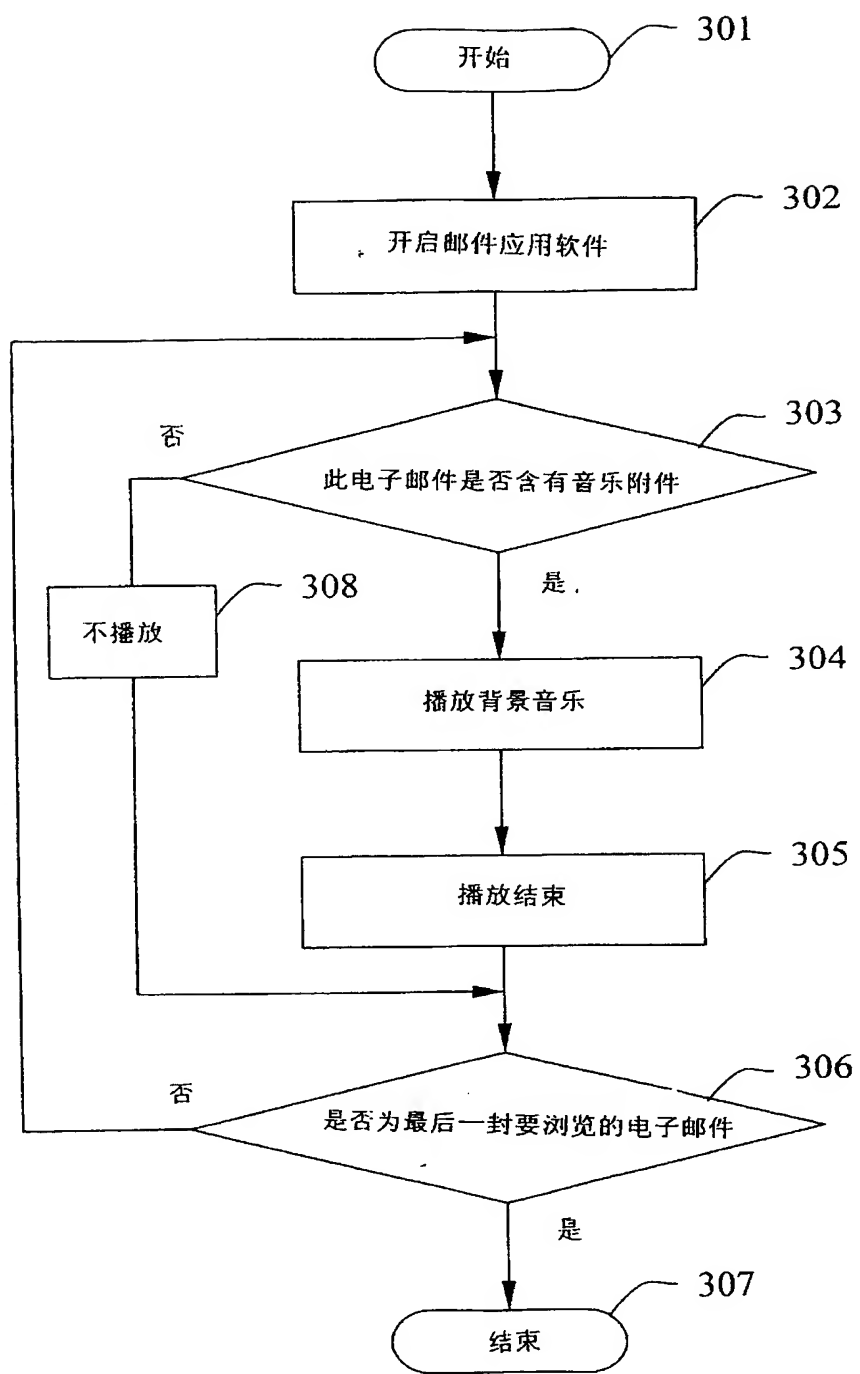 301
开始
302
开启邮件应用软件
303
否
此电子邮件是否含有音乐附件
是
308
不播放
304
播放背景音乐
305
播放结束
306
否
是否为最后一封要浏览的电子邮件
是
307
结束